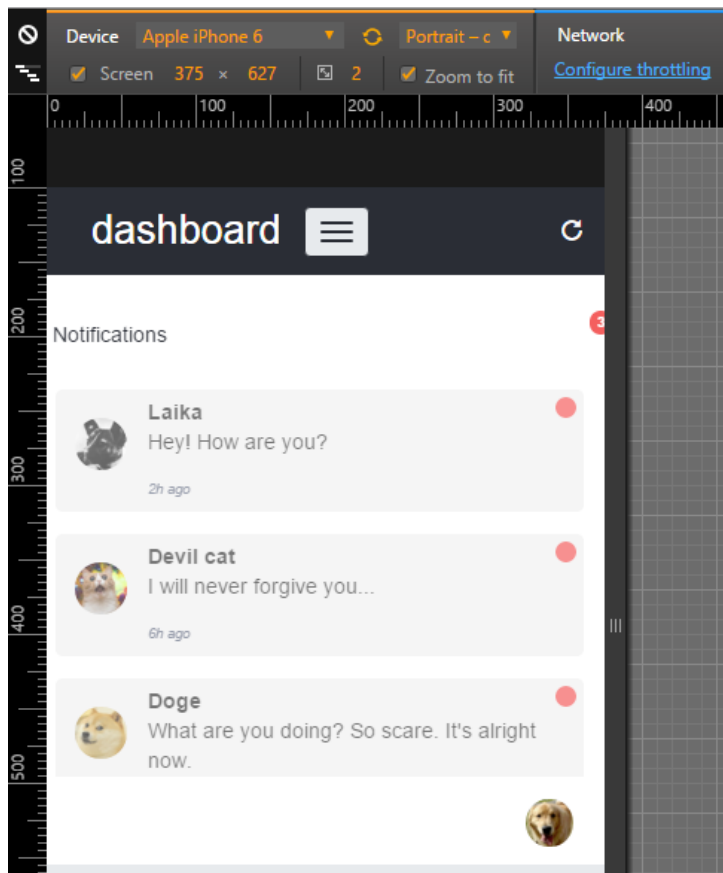 Device Apple iPhone 6 Portrait – c Network
Screen 375 × 627 2 Zoom to fit Configure throttling
0 100 200 300 400
100
dashboard
200
Notifications 3
Laika
Hey! How are you?
300
2h ago
Devil cat
I will never forgive you...
400
6h ago
Doge
What are you doing? So scare. It's alright
now.
500